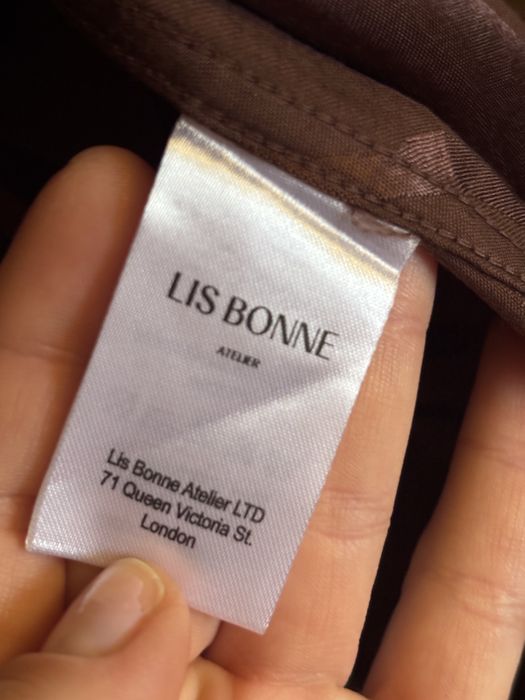 LIS BONNE
ATELIER
Lis Bonne Atelier LTD
71 Queen Victoria St.
London